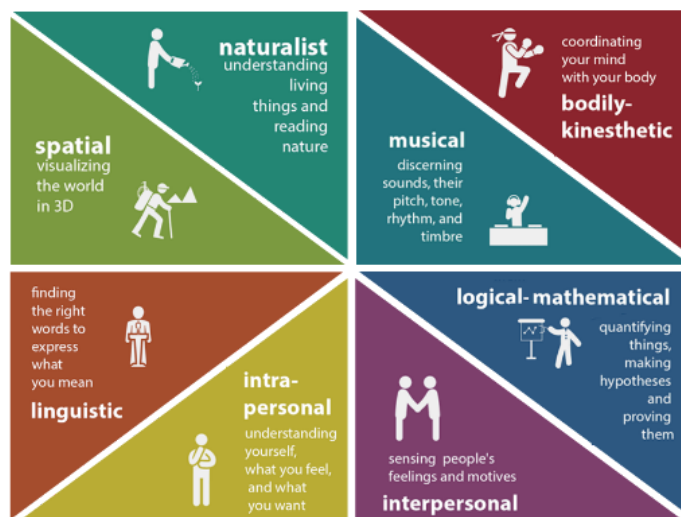 naturalist
understanding
living
things and
reading
nature
spatial
visualizing
the world
in 3D
coordinating
your mind
with your body
bodily-
kinesthetic
musical
discerning
sounds, their
pitch, tone,
rhythm, and
timbre
finding
the right
words to
express
what
you mean
linguistic
intra-
personal
understanding
yourself,
what you feel,
and what
you want
logical-mathematical
quantifying
things,
making
hypotheses
and
proving
them
sensing people's
feelings and motives
interpersonal